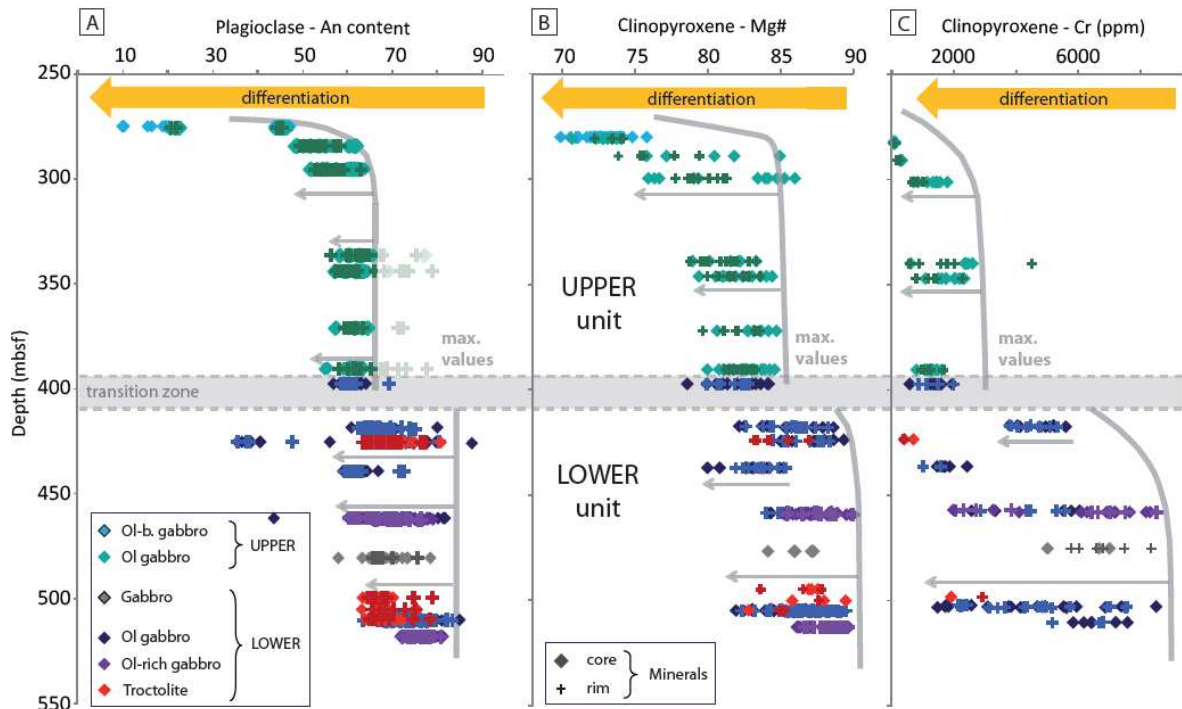 A Plagioclase - An content
B Clinopyroxene - Mg#
C Clinopyroxene - Cr (ppm)
10 30 50 70 90
70 75 80 85 90
2000 6000
250
300
350
400
450
500
550
Depth (mbsf)
differentiation
differentiation
differentiation
UPPER
unit
max.
values
max.
values
max.
values
transition zone
LOWER
unit
Ol-b. gabbro
Ol gabbro
UPPER
Gabbro
Ol gabbro
Ol-rich gabbro
Troctolite
LOWER
core
rim
Minerals